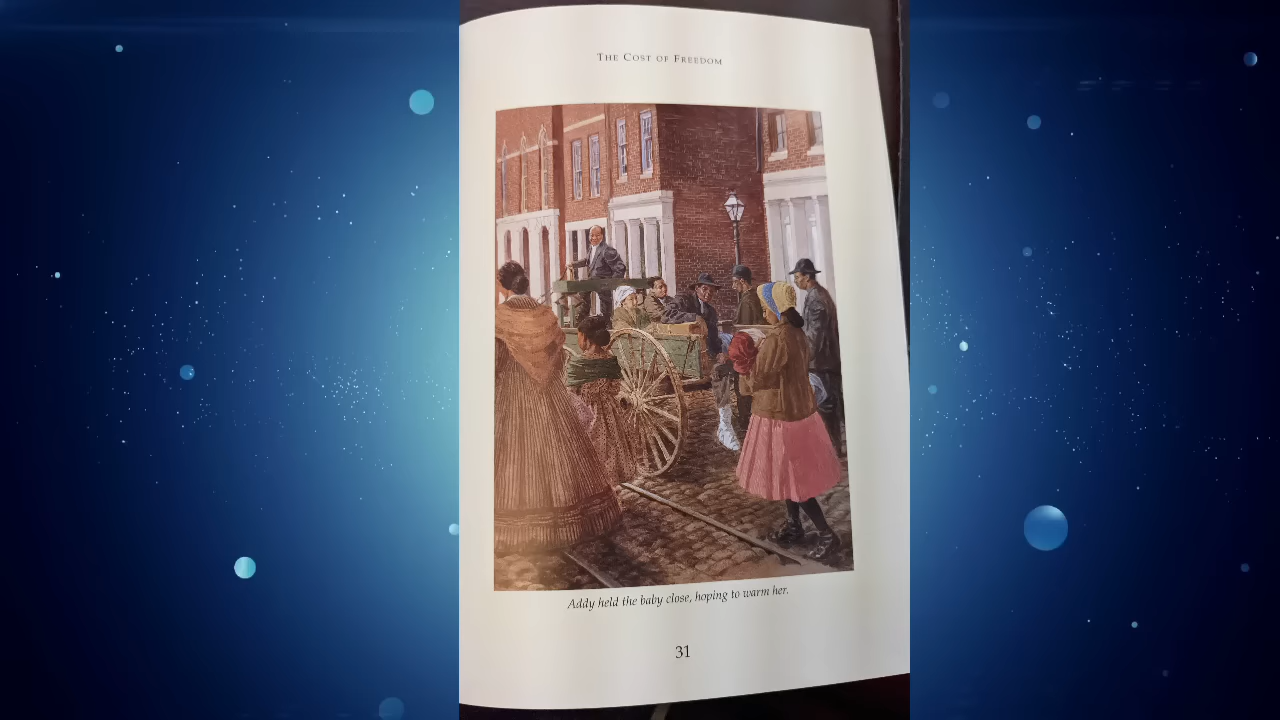 THE COST OF FREEDOM
Addy held the baby close, hoping to warm her.
31